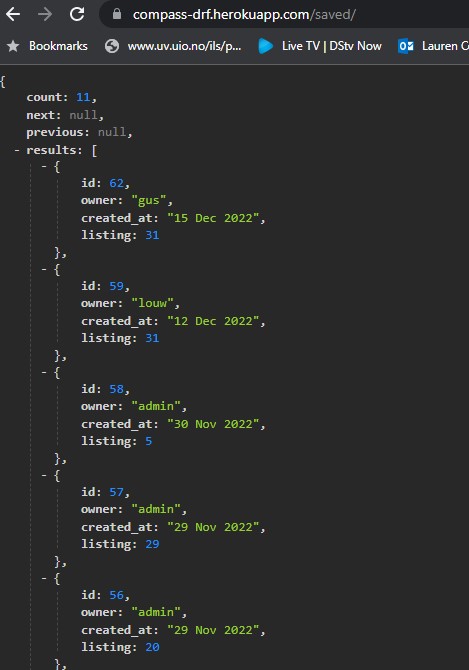 compass-drf.herokuapp.com/saved/
Bookmarks www.uv.uio.no/ils/p... Live TV | DStv Now Lauren C
{
count: 11,
next: null,
previous: null,
- results: [
- {
id: 62,
owner: "gus",
created_at: "15 Dec 2022",
listing: 31
},
- {
id: 59,
owner: "louw",
created_at: "12 Dec 2022",
listing: 31
},
- {
id: 58,
owner: "admin",
created_at: "30 Nov 2022",
listing: 5
},
- {
id: 57,
owner: "admin",
created_at: "29 Nov 2022",
listing: 29
},
- {
id: 56,
owner: "admin",
created_at: "29 Nov 2022",
listing: 20
},